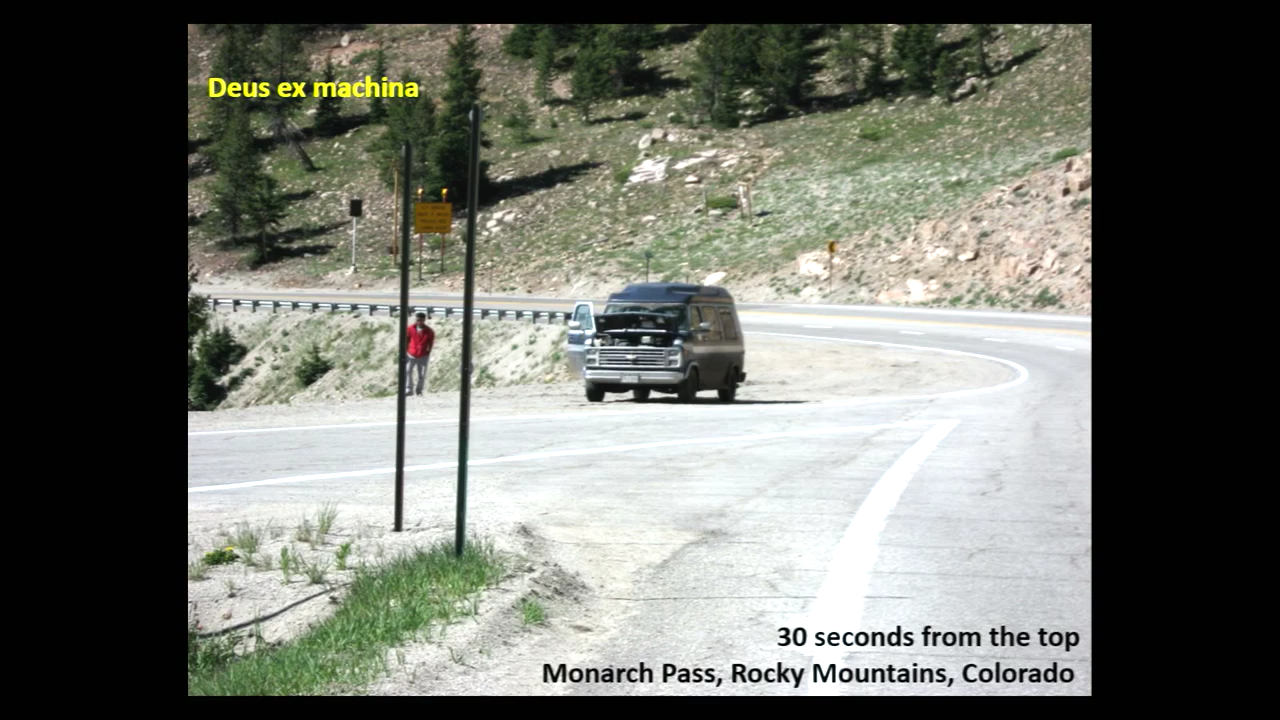 Deus ex machina
30 seconds from the top
Monarch Pass, Rocky Mountains, Colorado